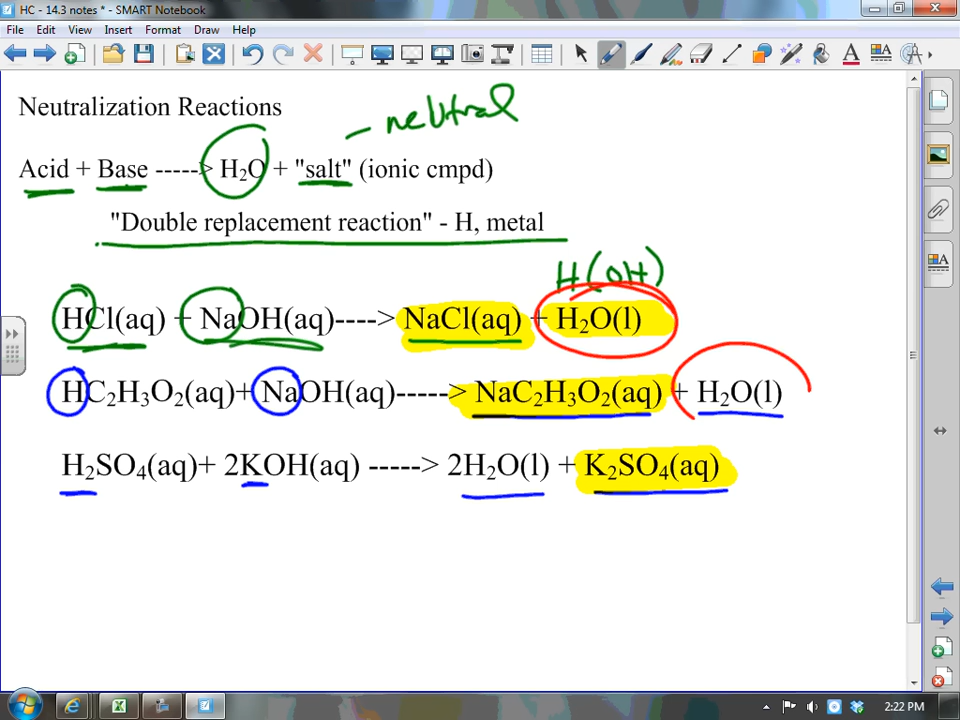 HC - 14.3 notes * - SMART Notebook
File Edit View Insert Format Draw Help
Neutralization Reactions
- neutral
Acid + Base -----> H₂O + "salt" (ionic cmpd)
"Double replacement reaction" - H, metal
H(OH)
HCl(aq) + NaOH(aq)----> NaCl(aq) + H₂O(l)
HC₂H₃O₂(aq)+ NaOH(aq)-----> NaC₂H₃O₂(aq) + H₂O(l)
H₂SO₄(aq)+ 2KOH(aq) -----> 2H₂O(l) + K₂SO₄(aq)
2:22 PM